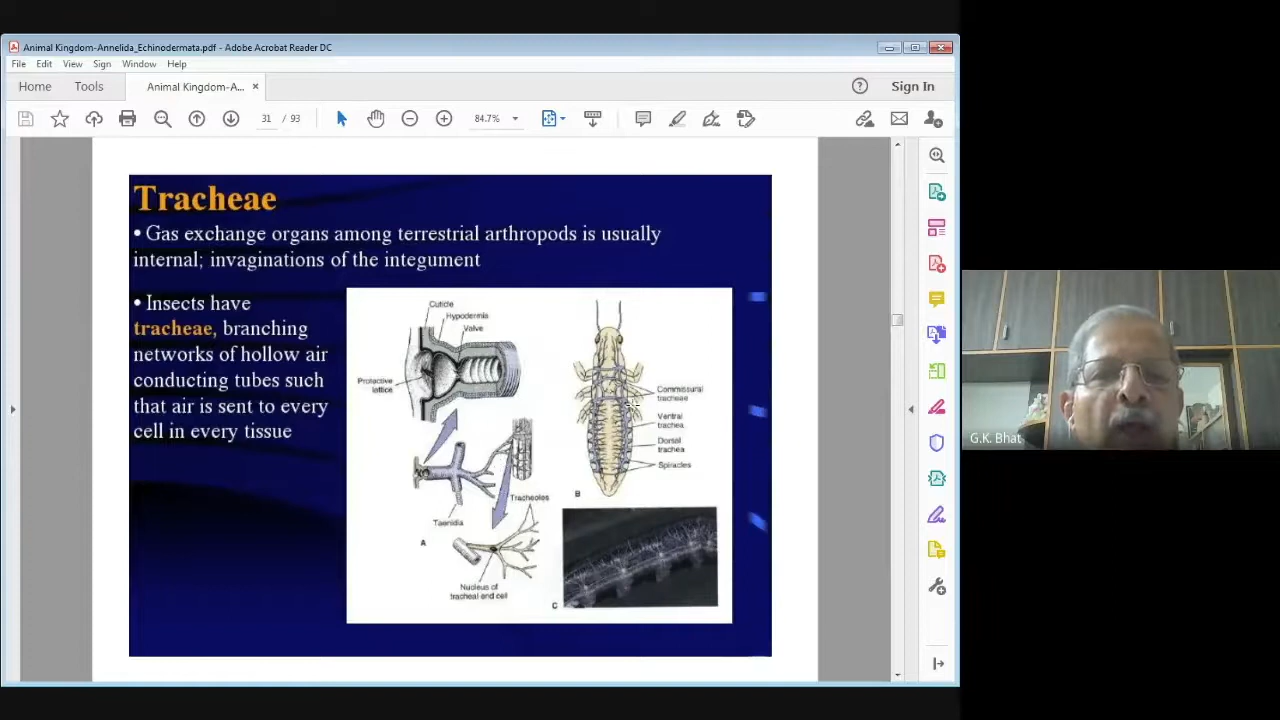 Animal Kingdom-Annelida_Echinodermata.pdf - Adobe Acrobat Reader DC
File Edit View Sign Window Help
Home Tools Animal Kingdom-A... × Sign In
31 / 93 84.7%
Tracheae
• Gas exchange organs among terrestrial arthropods is usually
internal; invaginations of the integument
• Insects have
tracheae, branching
networks of hollow air
conducting tubes such
that air is sent to every
cell in every tissue
Cuticle
Hypodermis
Valve
Protective
lattice
Tracheoles
Taenidia
A
Nucleus of
tracheal end cell
Commissural
tracheae
Ventral
trachea
Dorsal
trachea
Spiracles
B
C
G.K. Bhat